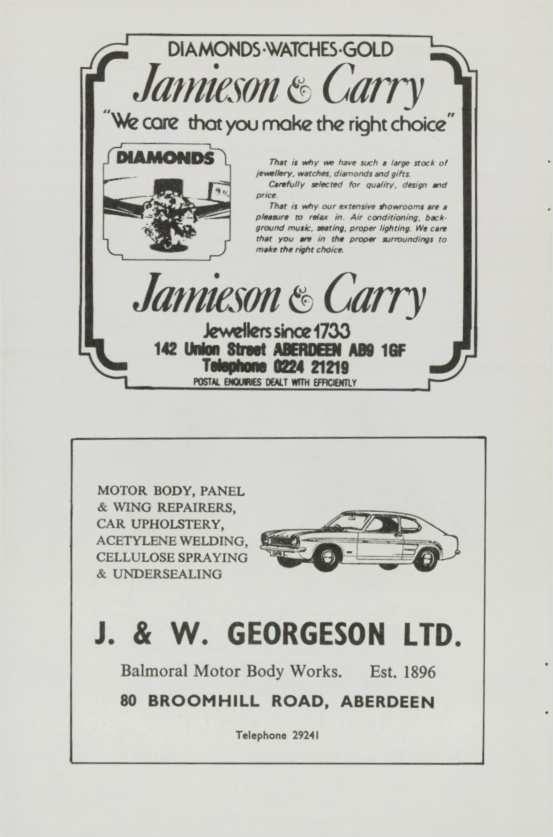 DIAMONDS·WATCHES·GOLD
Jamieson & Carry
"We care that you make the right choice"
DIAMONDS
That is why we have such a large stock of
jewellery, watches, diamonds and gifts.
Carefully selected for quality, design and
price.
That is why our extensive showrooms are a
pleasure to relax in. Air conditioning, back-
ground music, seating, proper lighting. We care
that you are in the proper surroundings to
make the right choice.
Jamieson & Carry
Jewellers since 1733
142 Union Street ABERDEEN AB9 1GF
Telephone 0224 21219
POSTAL ENQUIRIES DEALT WITH EFFICIENTLY
MOTOR BODY, PANEL
& WING REPAIRERS,
CAR UPHOLSTERY,
ACETYLENE WELDING,
CELLULOSE SPRAYING
& UNDERSEALING
J. & W. GEORGESON LTD.
Balmoral Motor Body Works. Est. 1896
80 BROOMHILL ROAD, ABERDEEN
Telephone 29241